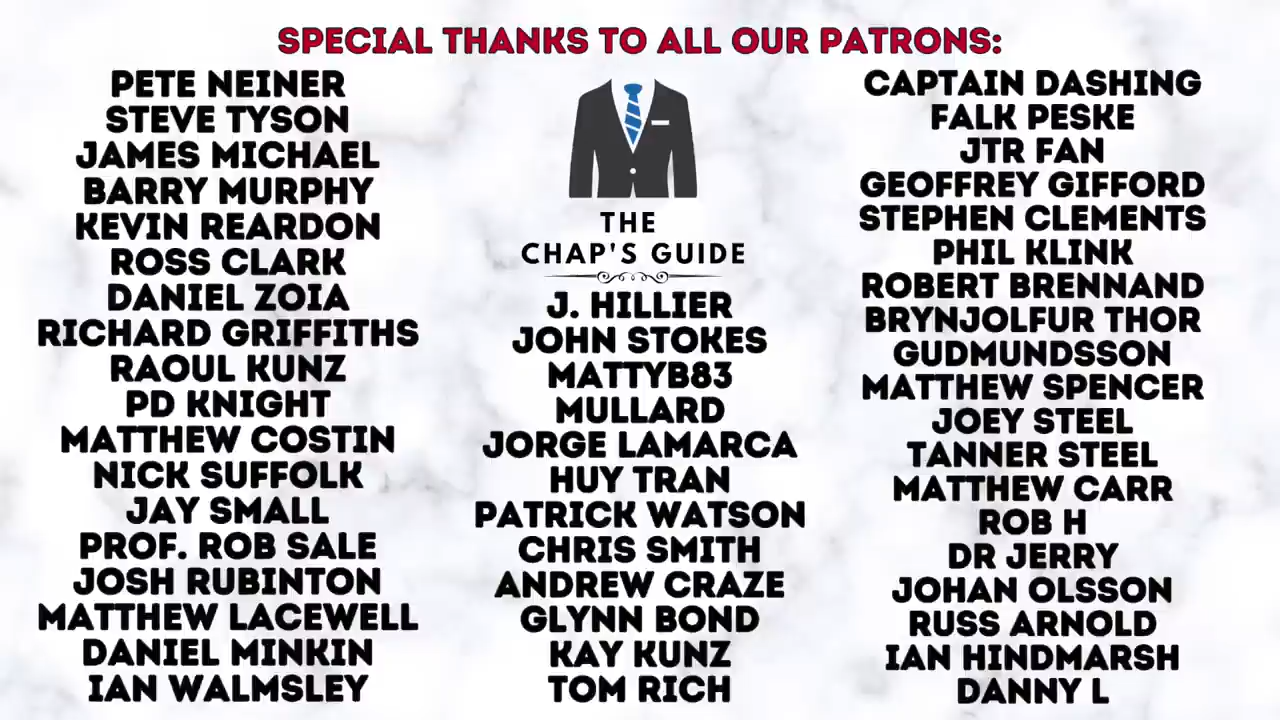 SPECIAL THANKS TO ALL OUR PATRONS:
PETE NEINER
STEVE TYSON
JAMES MICHAEL
BARRY MURPHY
KEVIN REARDON
ROSS CLARK
DANIEL ZOIA
RICHARD GRIFFITHS
RAOUL KUNZ
PD KNIGHT
MATTHEW COSTIN
NICK SUFFOLK
JAY SMALL
PROF. ROB SALE
JOSH RUBINTON
MATTHEW LACEWELL
DANIEL MINKIN
IAN WALMSLEY
THE
CHAP'S GUIDE
J. HILLIER
JOHN STOKES
MATTYB83
MULLARD
JORGE LAMARCA
HUY TRAN
PATRICK WATSON
CHRIS SMITH
ANDREW CRAZE
GLYNN BOND
KAY KUNZ
TOM RICH
CAPTAIN DASHING
FALK PESKE
JTR FAN
GEOFFREY GIFFORD
STEPHEN CLEMENTS
PHIL KLINK
ROBERT BRENNAND
BRYNJOLFUR THOR
GUDMUNDSSON
MATTHEW SPENCER
JOEY STEEL
TANNER STEEL
MATTHEW CARR
ROB H
DR JERRY
JOHAN OLSSON
RUSS ARNOLD
IAN HINDMARSH
DANNY L